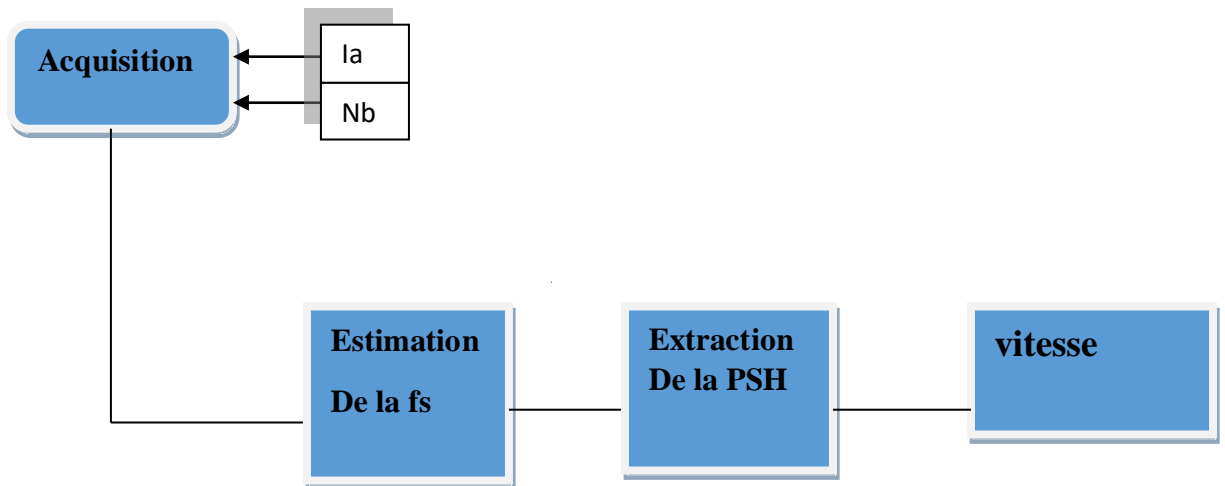 Acquisition
Ia
Nb
Estimation
De la fs
Extraction
De la PSH
vitesse